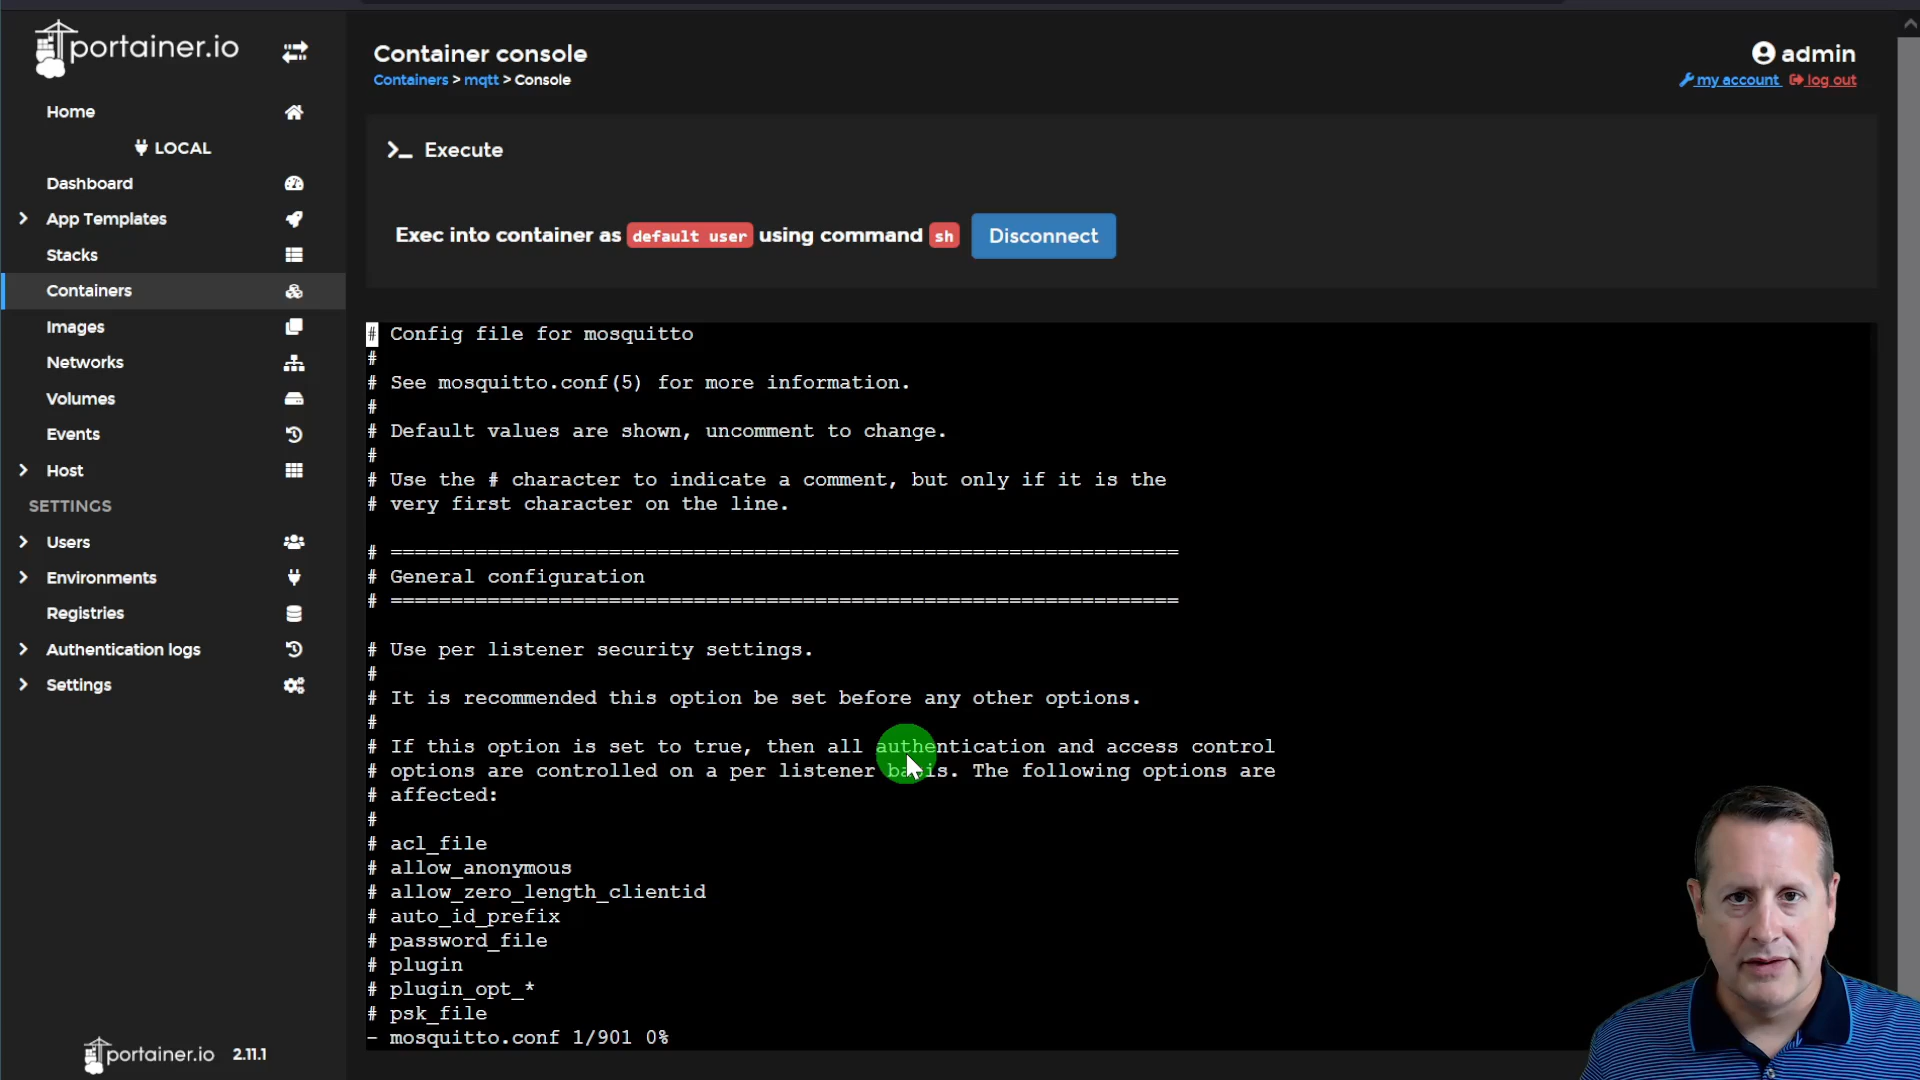 portainer.io
Home
LOCAL
Dashboard
App Templates
Stacks
Containers
Images
Networks
Volumes
Events
Host
SETTINGS
Users
Environments
Registries
Authentication logs
Settings
portainer.io 2.11.1
Container console
Containers > mqtt > Console
admin
my account log out
>_ Execute
Exec into container as default user using command sh Disconnect
# Config file for mosquitto
#
# See mosquitto.conf(5) for more information.
#
# Default values are shown, uncomment to change.
#
# Use the # character to indicate a comment, but only if it is the
# very first character on the line.
# =================================================================
# General configuration
# =================================================================
# Use per listener security settings.
#
# It is recommended this option be set before any other options.
#
# If this option is set to true, then all authentication and access control
# options are controlled on a per listener basis. The following options are
# affected:
#
# acl_file
# allow_anonymous
# allow_zero_length_clientid
# auto_id_prefix
# password_file
# plugin
# plugin_opt_*
# psk_file
- mosquitto.conf 1/901 0%